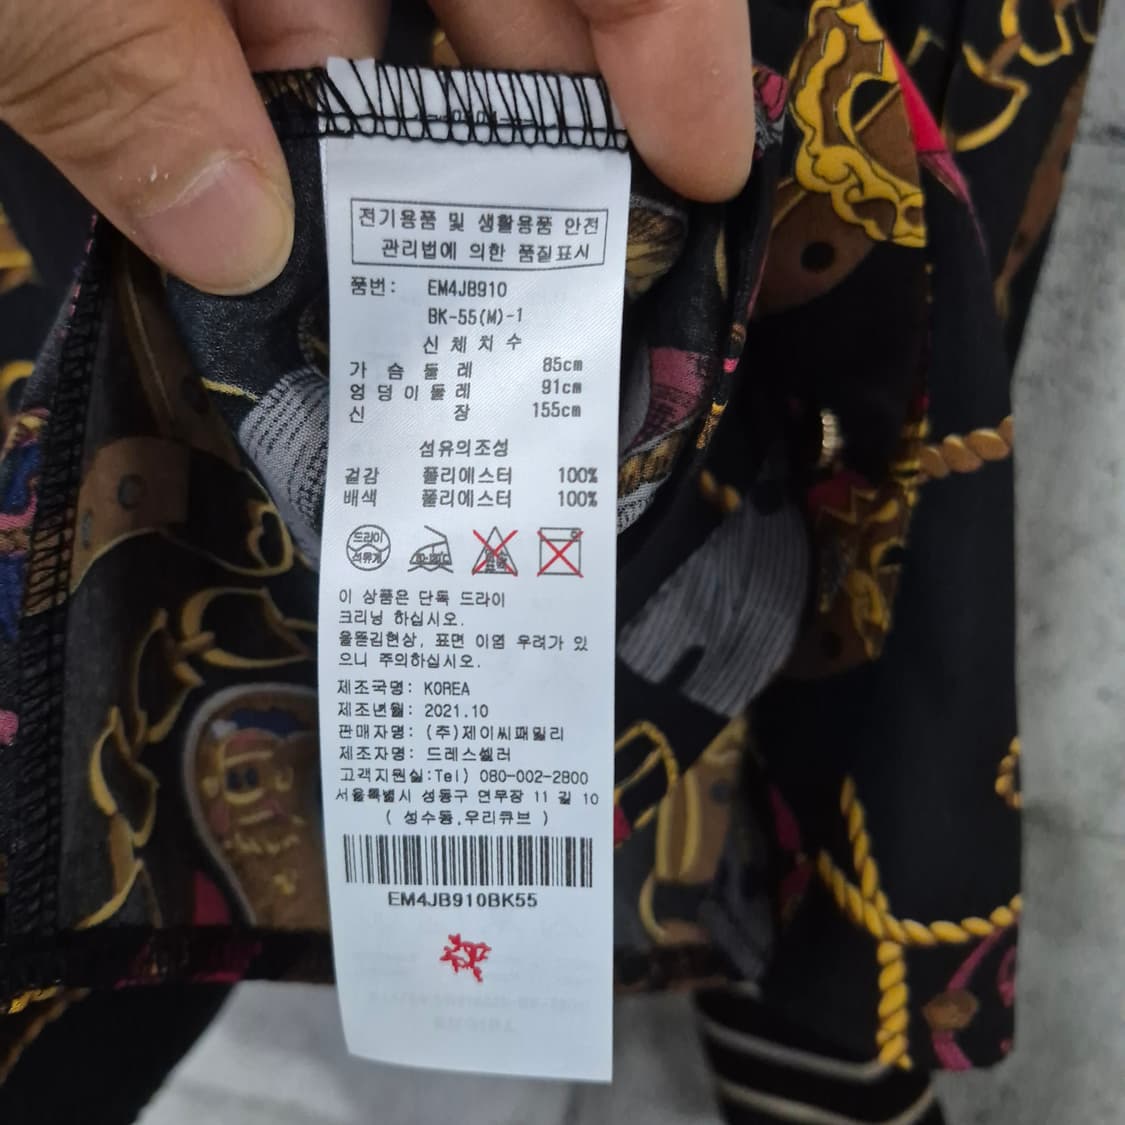 전기용품 및 생활용품 안전
관리법에 의한 품질표시
품번: EM4JB910
BK-55(M)-1
신체치수
가슴둘레 85cm
엉덩이둘레 91cm
신장 155cm
섬유의조성
겉감 폴리에스터 100%
배색 폴리에스터 100%
드라이
석유계
이 상품은 단독 드라이
크리닝 하십시오.
올뜯김현상, 표면 이염 우려가 있
으니 주의하십시오.
제조국명: KOREA
제조년월: 2021.10
판매자명: (주)제이씨패밀리
제조자명: 드레스셀러
고객지원실:Tel) 080-002-2800
서울특별시 성동구 연무장 11 길 10
( 성수동,우리큐브 )
EM4JB910BK55